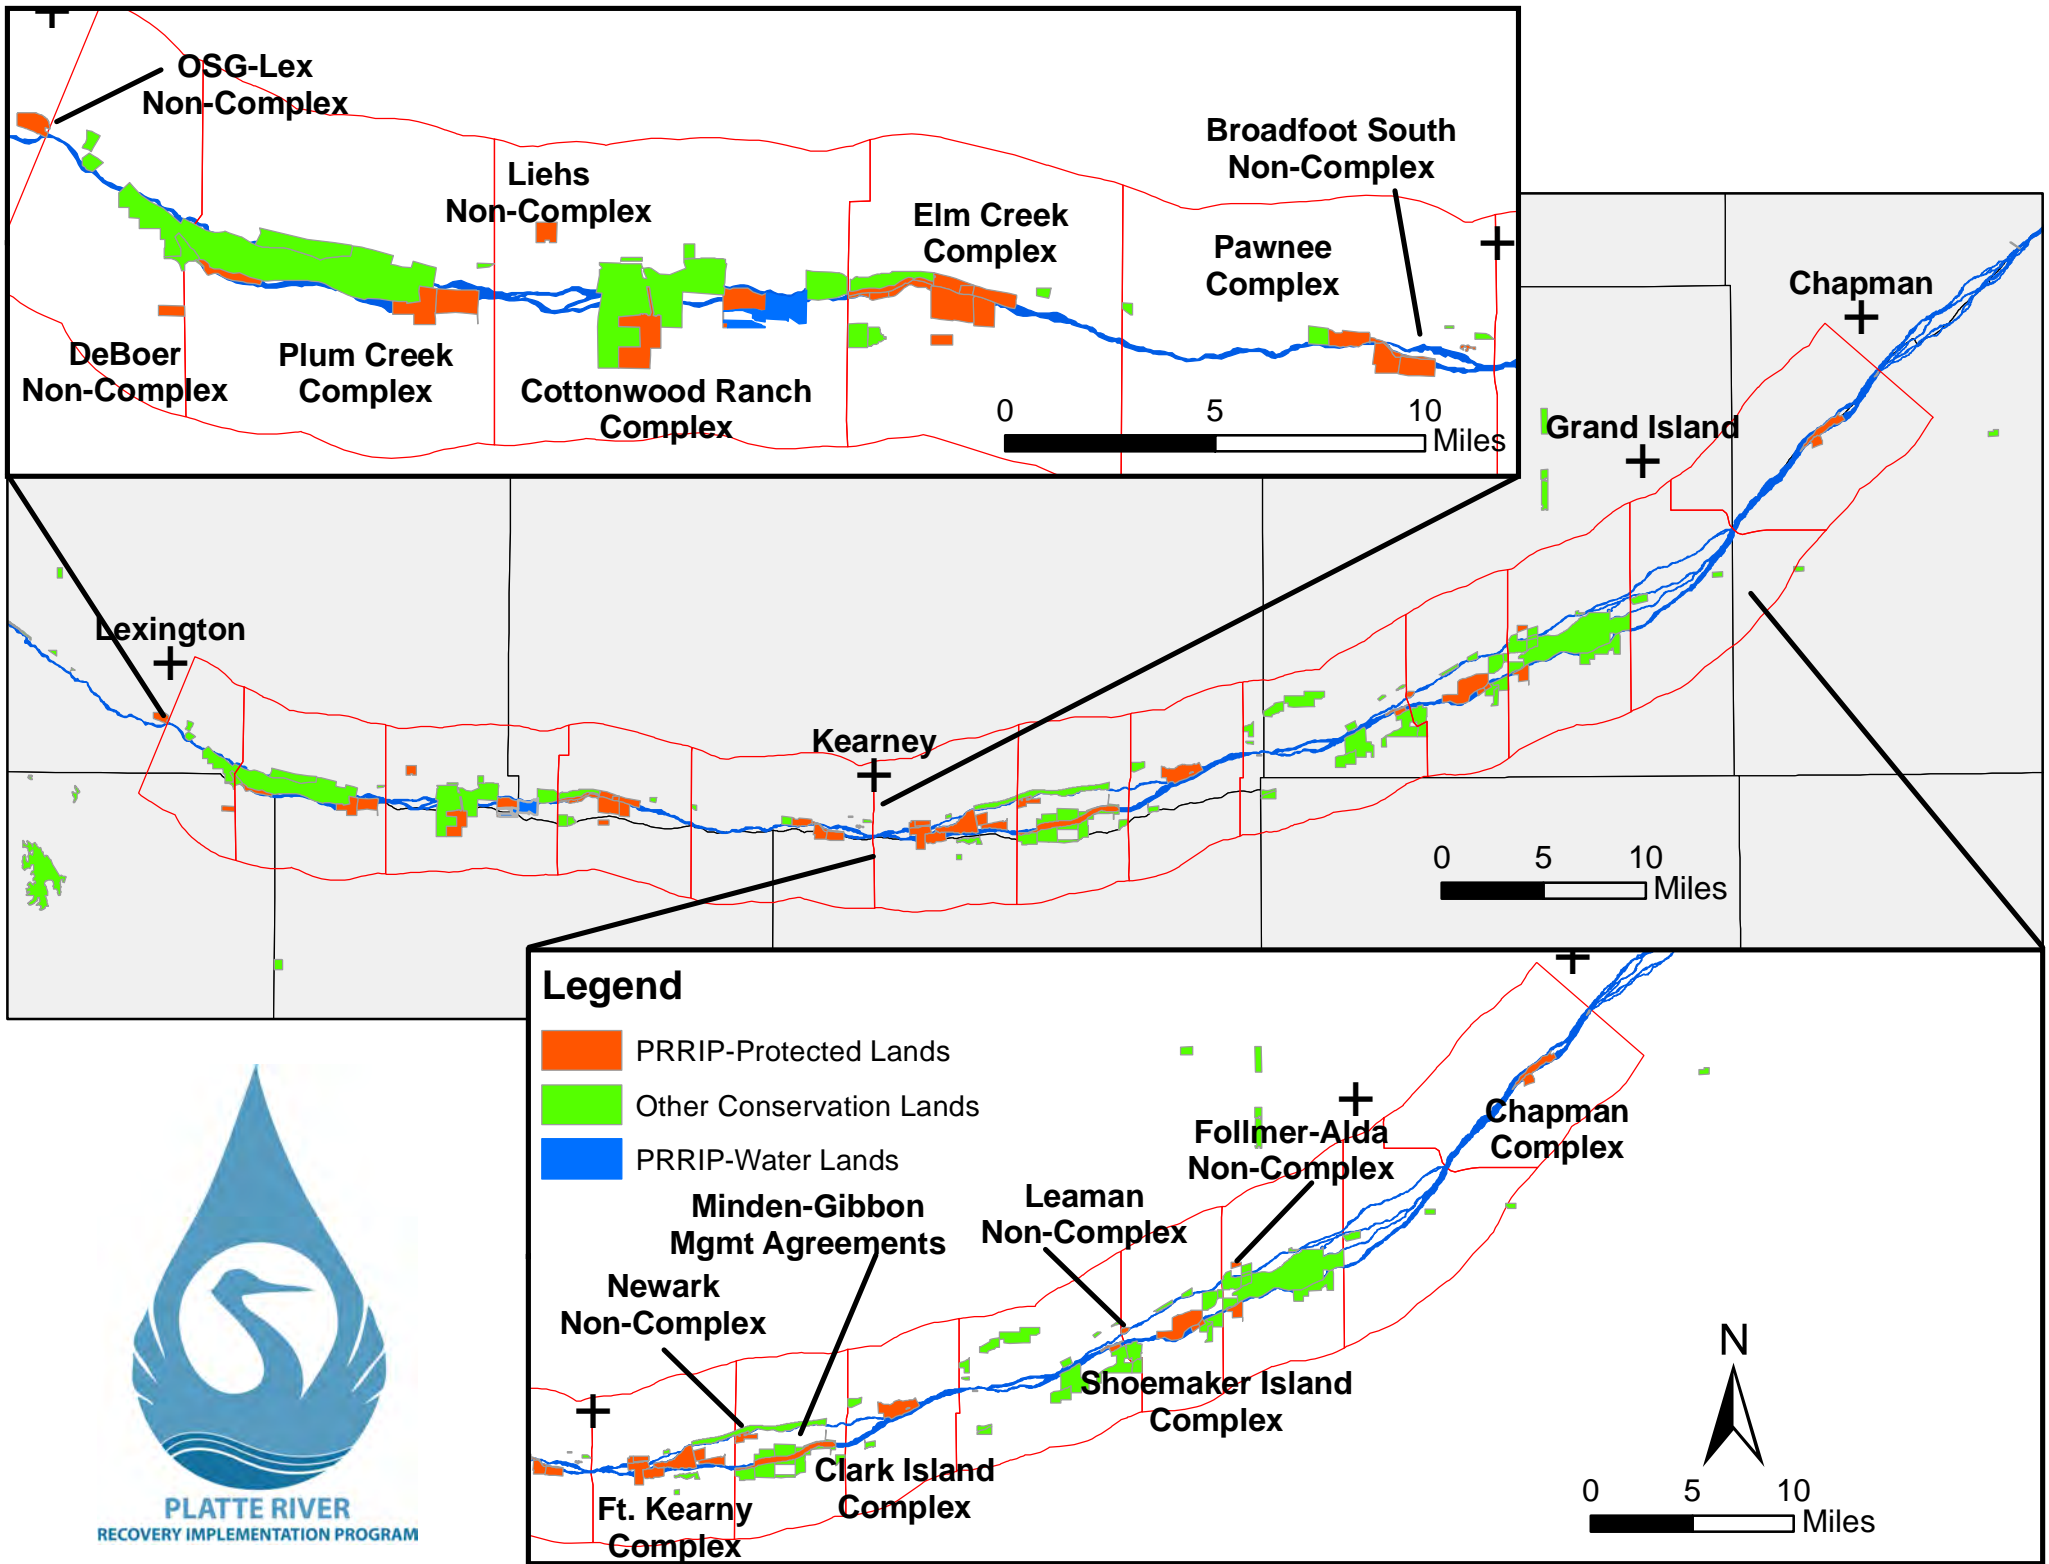 OSG-Lex
Non-Complex
Liehs
Non-Complex
Broadfoot South
Non-Complex
Elm Creek
Complex
Pawnee
Complex
DeBoer
Non-Complex
Plum Creek
Complex
Cottonwood Ranch
Complex
0 5 10
Miles
Chapman
Grand Island
Lexington
Kearney
0 5 10
Miles
Legend
PRRIP-Protected Lands
Other Conservation Lands
PRRIP-Water Lands
Minden-Gibbon
Mgmt Agreements
Newark
Non-Complex
Leaman
Non-Complex
Follmer-Alda
Non-Complex
Chapman
Complex
Shoemaker Island
Complex
Clark Island
Complex
Ft. Kearny
Complex
N
0 5 10
Miles
PLATTE RIVER
RECOVERY IMPLEMENTATION PROGRAM